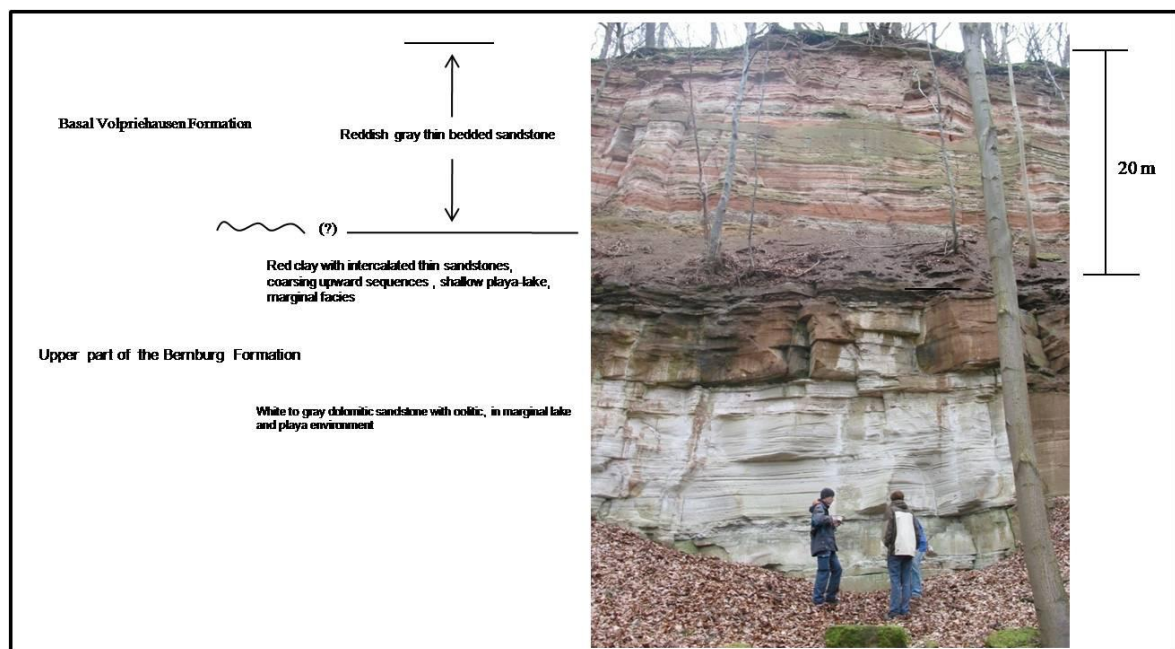 Basal Volpriehausen Formation
Reddish gray thin bedded sandstone
20 m
(?)
Red clay with intercalated thin sandstones,
coarsing upward sequences , shallow playa-lake,
marginal facies
Upper part of the Bernburg Formation
White to gray dolomitic sandstone with oolitic, in marginal lake
and playa environment